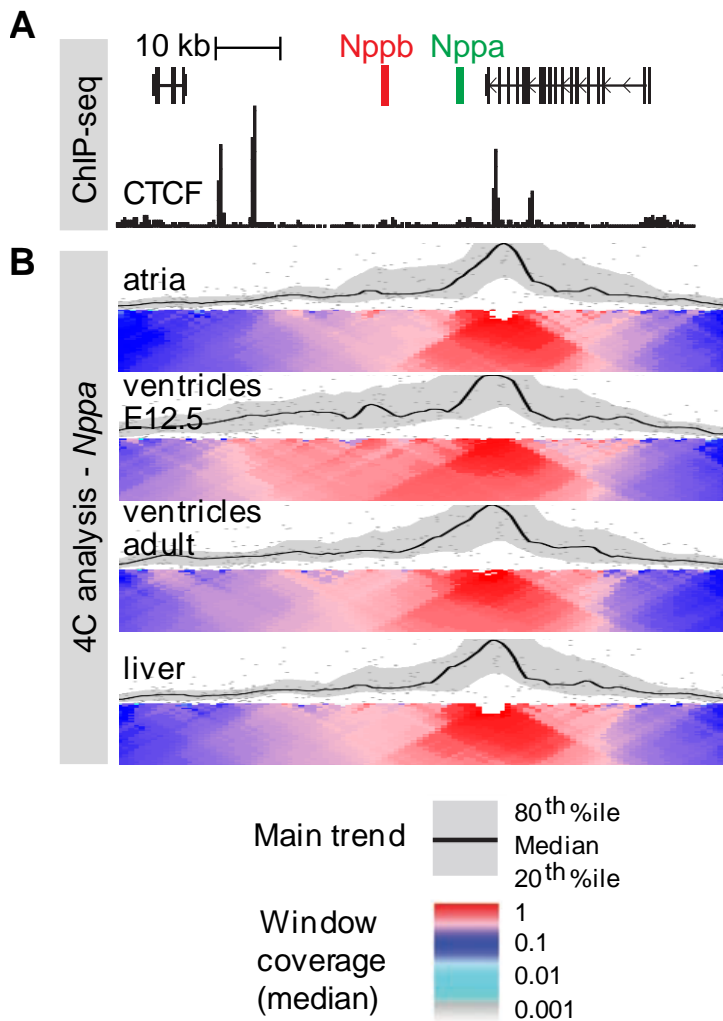 A
ChIP-seq
10 kb
Nppb
Nppa
CTCF
B
4C analysis - Nppa
atria
ventricles
E12.5
ventricles
adult
liver
Main trend
80th %ile
Median
20th %ile
Window
coverage
(median)
1
0.1
0.01
0.001